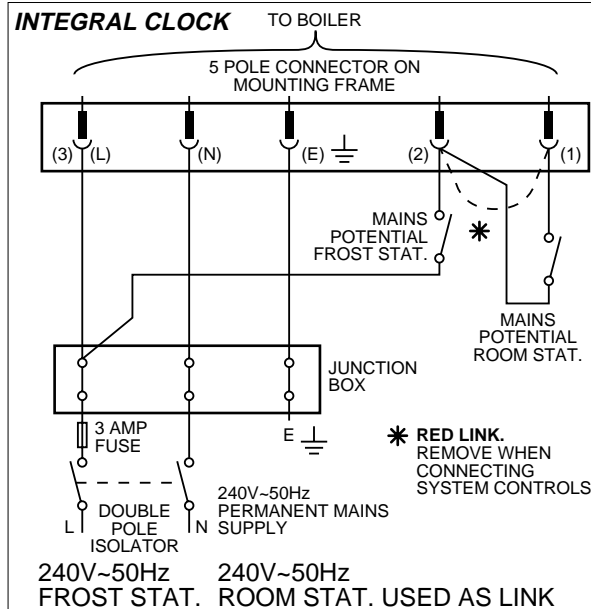 INTEGRAL CLOCK
TO BOILER
5 POLE CONNECTOR ON
MOUNTING FRAME
(3) (L) (N) (E) (2) (1)
MAINS
POTENTIAL
FROST STAT.
MAINS
POTENTIAL
ROOM STAT.
JUNCTION
BOX
3 AMP
FUSE
E
RED LINK.
REMOVE WHEN
CONNECTING
SYSTEM CONTROLS
L DOUBLE
POLE
ISOLATOR
N
240V~50Hz
PERMANENT MAINS
SUPPLY
240V~50Hz 240V~50Hz
FROST STAT. ROOM STAT. USED AS LINK